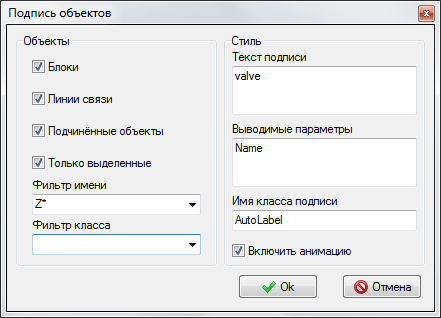 Подпись объектов
Объекты
Блоки
Линии связи
Подчинённые объекты
Только выделенные
Фильтр имени
Z*
Фильтр класса
Стиль
Текст подписи
valve
Выводимые параметры
Name
Имя класса подписи
AutoLabel
Включить анимацию
Ok
Отмена